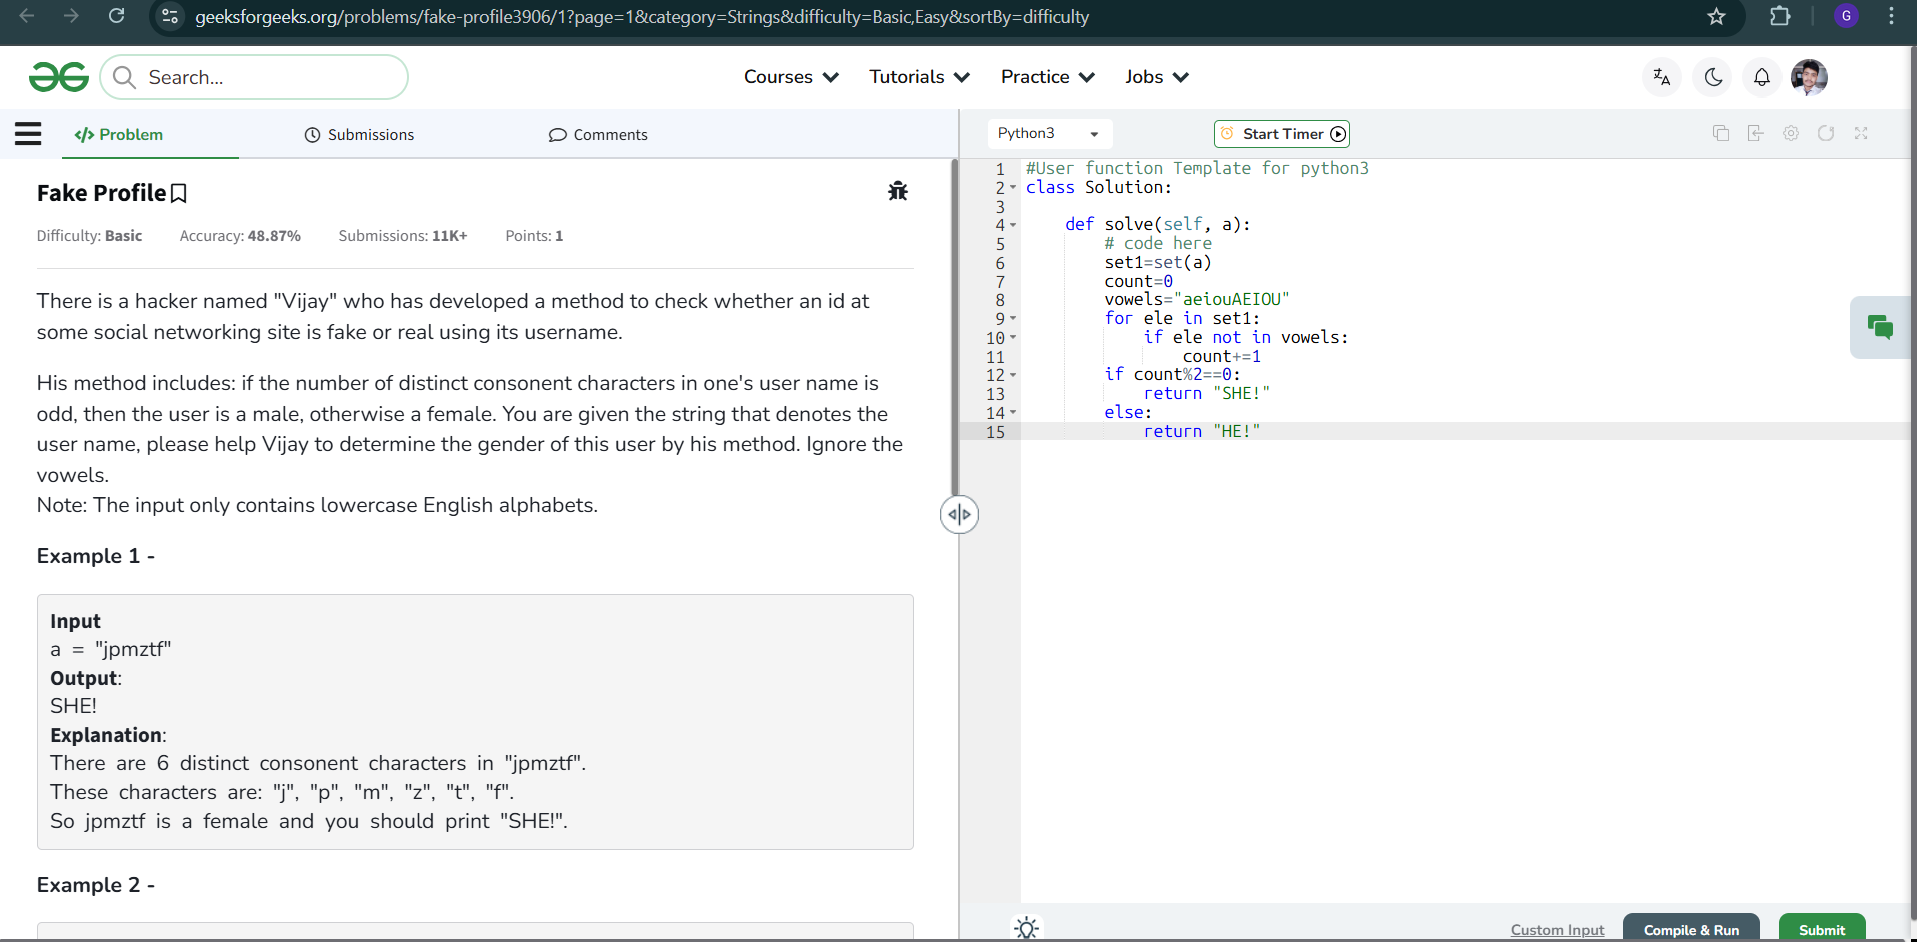 geeksforgeeks.org/problems/fake-profile3906/1?page=1&category=Strings&difficulty=Basic,Easy&sortBy=difficulty
G
Search...
Courses
Tutorials
Practice
Jobs
Problem
Submissions
Comments
Python3
Start Timer
Fake Profile
Difficulty: Basic
Accuracy: 48.87%
Submissions: 11K+
Points: 1
There is a hacker named "Vijay" who has developed a method to check whether an id at
some social networking site is fake or real using its username.
His method includes: if the number of distinct consonent characters in one's user name is
odd, then the user is a male, otherwise a female. You are given the string that denotes the
user name, please help Vijay to determine the gender of this user by his method. Ignore the
vowels.
Note: The input only contains lowercase English alphabets.
Example 1 -
Input
a = "jpmztf"
Output:
SHE!
Explanation:
There are 6 distinct consonent characters in "jpmztf".
These characters are: "j", "p", "m", "z", "t", "f".
So jpmztf is a female and you should print "SHE!".
Example 2 -
1 #User function Template for python3
2 class Solution:
3
4     def solve(self, a):
5         # code here
6         set1=set(a)
7         count=0
8         vowels="aeiouAEIOU"
9         for ele in set1:
10             if ele not in vowels:
11                 count+=1
12         if count%2==0:
13             return "SHE!"
14         else:
15             return "HE!"
Custom Input
Compile & Run
Submit